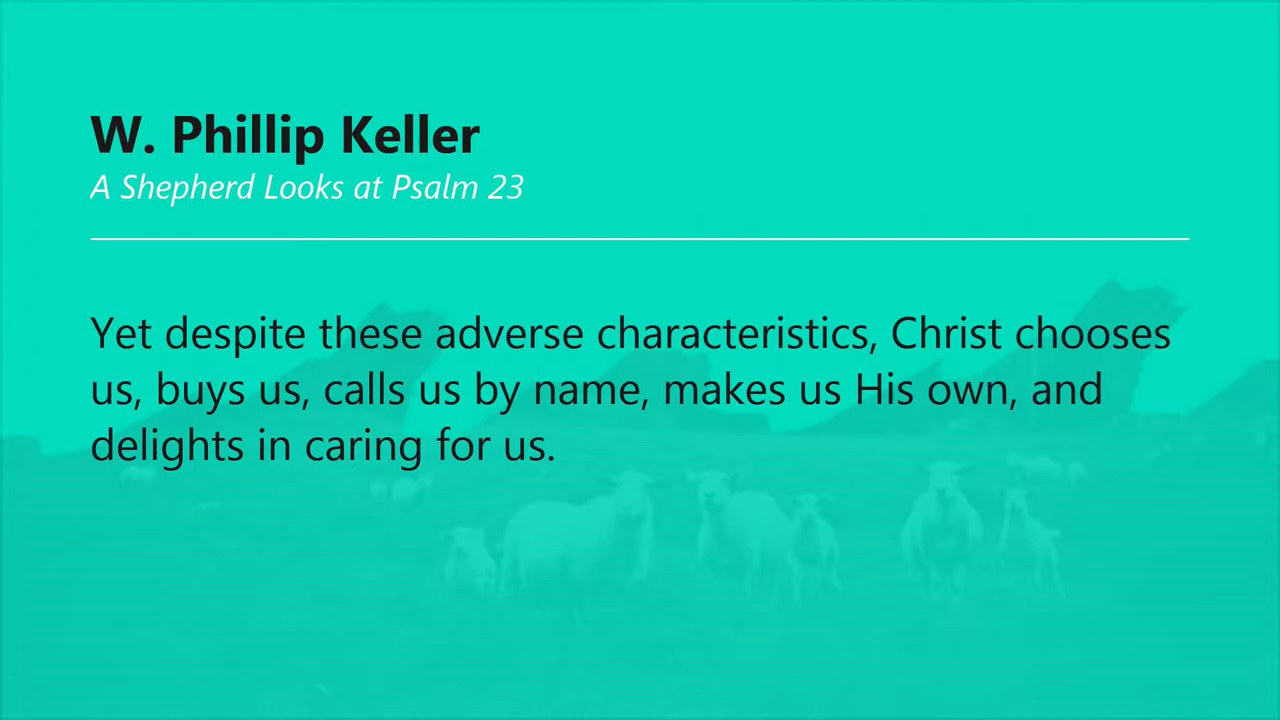 W. Phillip Keller
A Shepherd Looks at Psalm 23
Yet despite these adverse characteristics, Christ chooses
us, buys us, calls us by name, makes us His own, and
delights in caring for us.